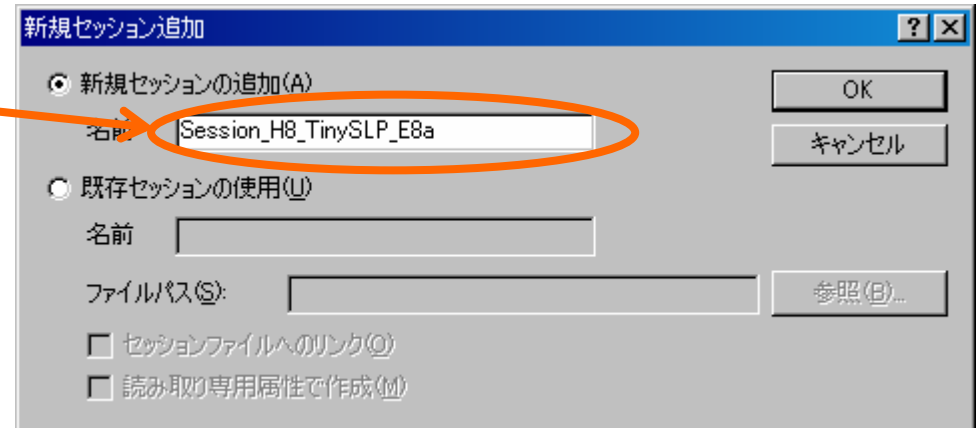 新規セッション追加
新規セッションの追加(A)
OK
名前 Session_H8_TinySLP_E8a
キャンセル
既存セッションの使用(U)
名前
ファイルパス(S):
参照(B)...
セッションファイルへのリンク(O)
読み取り専用属性で作成(M)